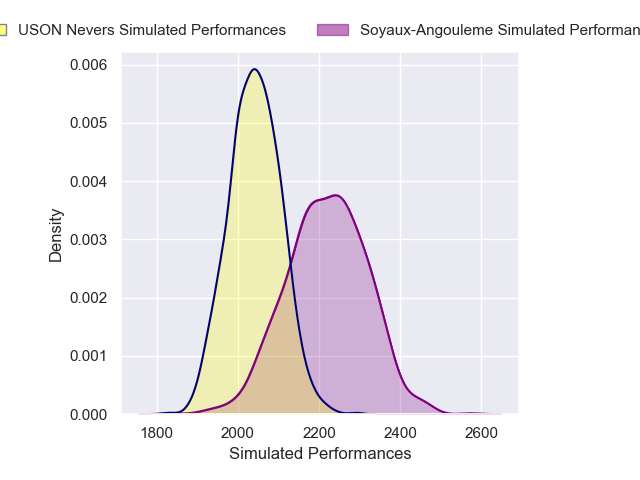 USON Nevers Simulated Performances Soyaux-Angouleme Simulated Performan
0.006
0.005
0.004
0.003
0.002
0.001
0.000
Density
1800 2000 2200 2400 2600
Simulated Performances